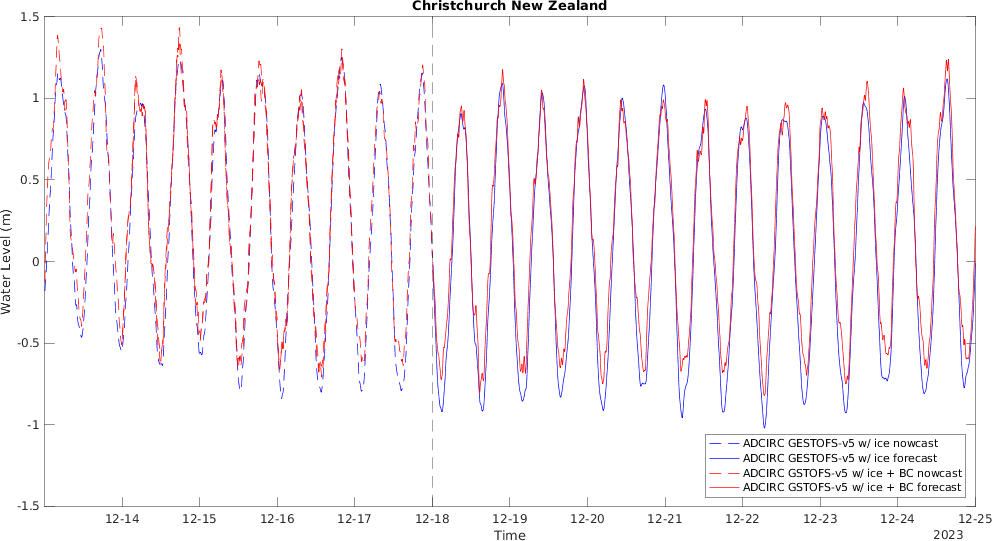 Christchurch New Zealand
1.5
1
0.5
0
-0.5
-1
-1.5
Water Level (m)
12-14 12-15 12-16 12-17 12-18 12-19 12-20 12-21 12-22 12-23 12-24 12-25
Time
2023
ADCIRC GESTOFS-v5 w/ ice nowcast
ADCIRC GESTOFS-v5 w/ ice forecast
ADCIRC GSTOFS-v5 w/ ice + BC nowcast
ADCIRC GSTOFS-v5 w/ ice + BC forecast